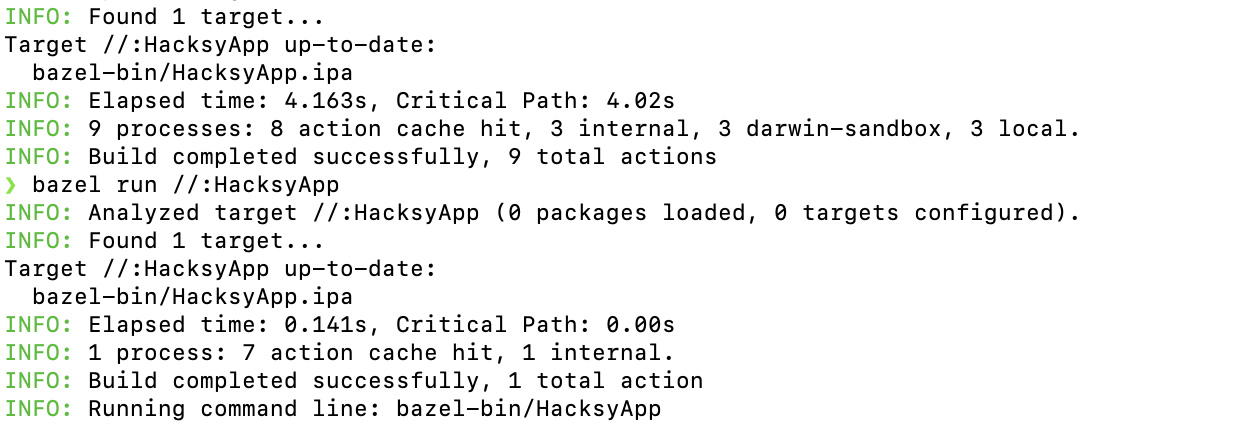 INFO: Found 1 target...
Target //:HacksyApp up-to-date:
  bazel-bin/HacksyApp.ipa
INFO: Elapsed time: 4.163s, Critical Path: 4.02s
INFO: 9 processes: 8 action cache hit, 3 internal, 3 darwin-sandbox, 3 local.
INFO: Build completed successfully, 9 total actions
❯ bazel run //:HacksyApp
INFO: Analyzed target //:HacksyApp (0 packages loaded, 0 targets configured).
INFO: Found 1 target...
Target //:HacksyApp up-to-date:
  bazel-bin/HacksyApp.ipa
INFO: Elapsed time: 0.141s, Critical Path: 0.00s
INFO: 1 process: 7 action cache hit, 1 internal.
INFO: Build completed successfully, 1 total action
INFO: Running command line: bazel-bin/HacksyApp